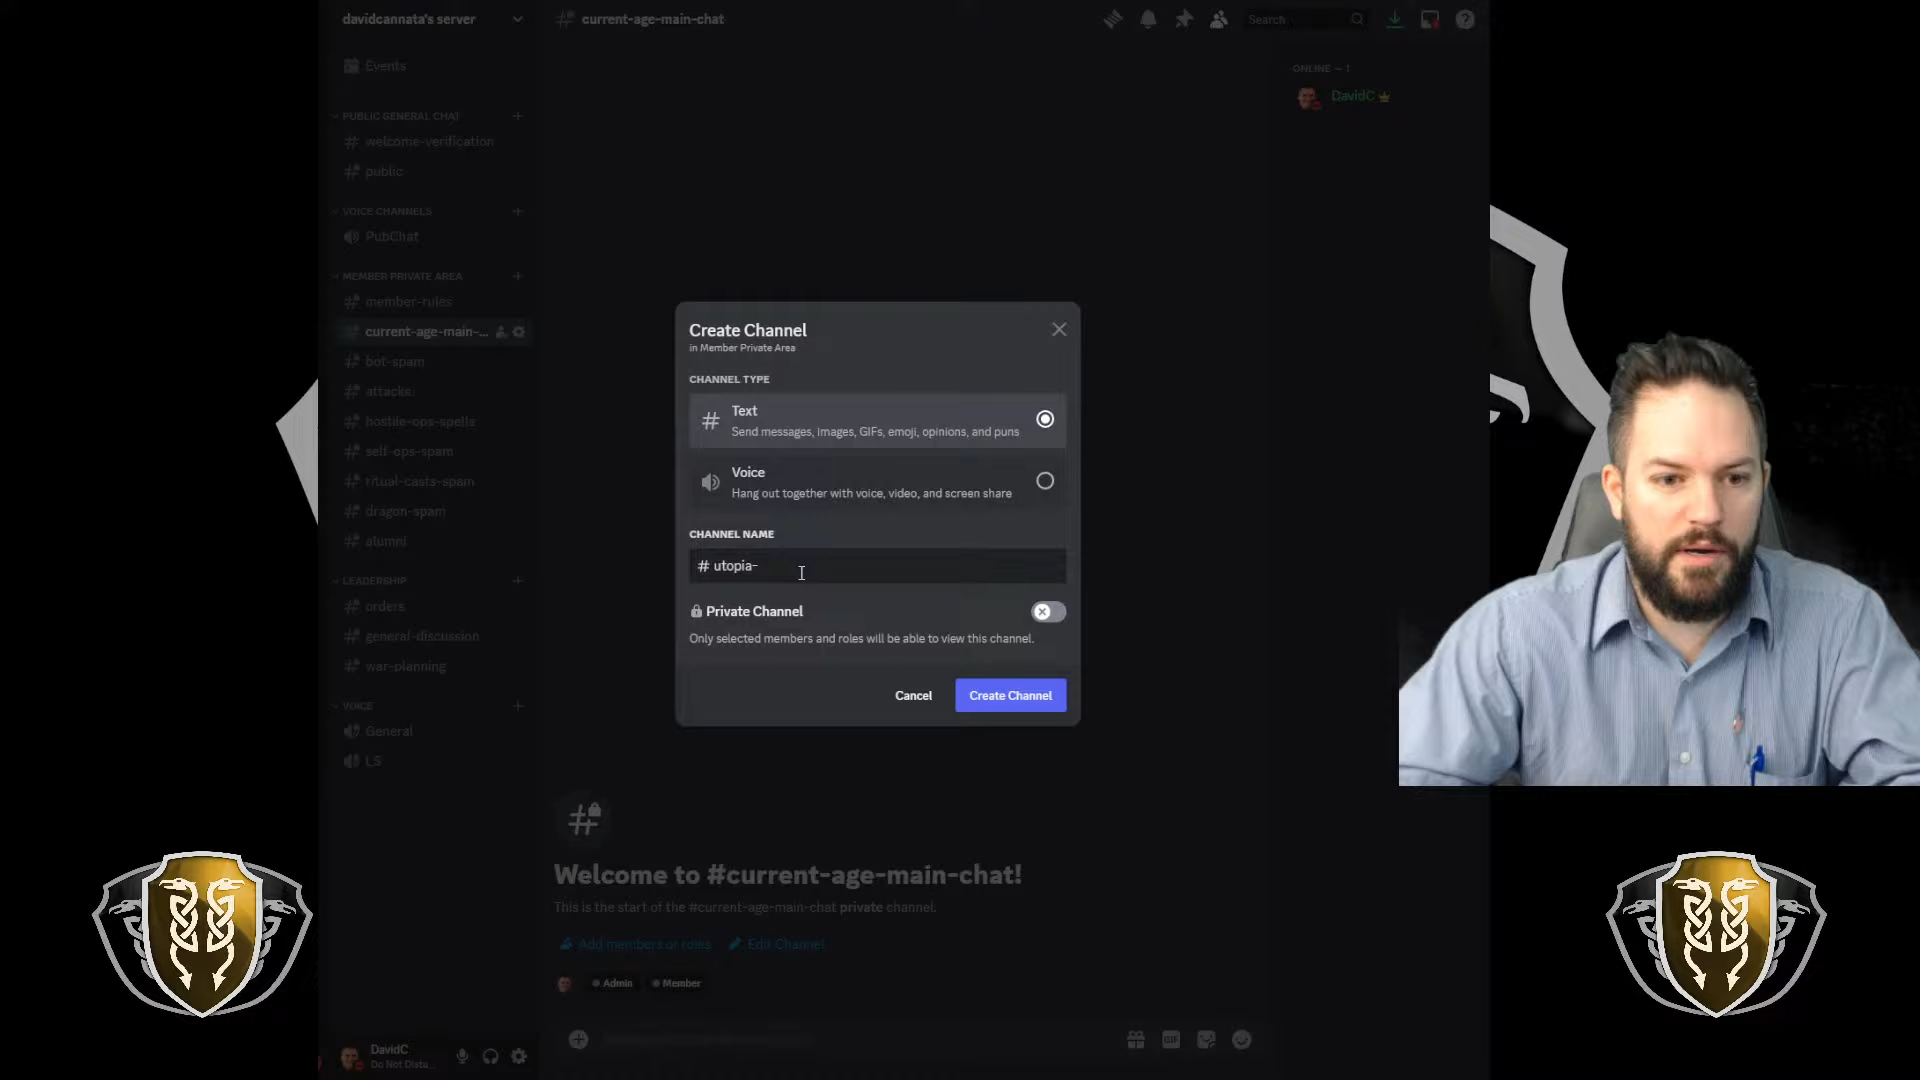 davidcannata's server
Events
PUBLIC GENERAL CHAT
welcome-verification
public
VOICE CHANNELS
PubChat
MEMBER PRIVATE AREA
member-rules
current-age-main-...
bot-spam
attacks
hostile-ops-spells
self-ops-spam
ritual-casts-spam
dragon-spam
alumni
LEADERSHIP
orders
general-discussion
war-planning
VOICE
General
LS
DavidC
Do Not Distu...
current-age-main-chat
Search
ONLINE – 1
DavidC
Create Channel
in Member Private Area
CHANNEL TYPE
Text
Send messages, images, GIFs, emoji, opinions, and puns
Voice
Hang out together with voice, video, and screen share
CHANNEL NAME
# utopia-
Private Channel
Only selected members and roles will be able to view this channel.
Cancel
Create Channel
Welcome to #current-age-main-chat!
This is the start of the #current-age-main-chat private channel.
Add members or roles
Edit Channel
Admin
Member
GIF